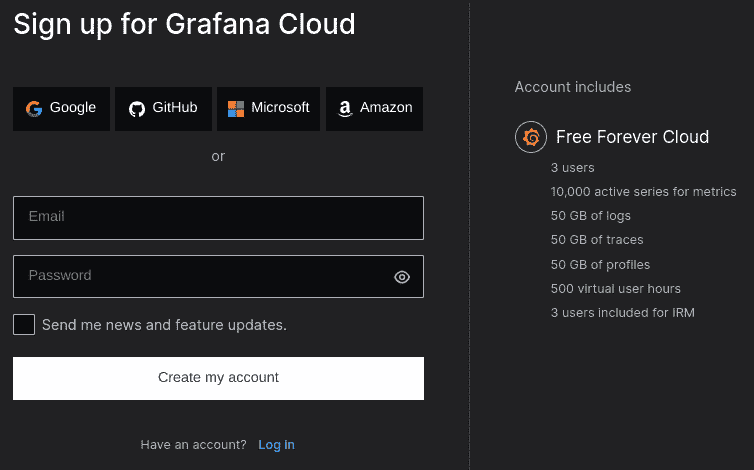 Sign up for Grafana Cloud
Google
GitHub
Microsoft
Amazon
or
Email
Password
Send me news and feature updates.
Create my account
Have an account? Log In
Account includes
Free Forever Cloud
3 users
10,000 active series for metrics
50 GB of logs
50 GB of traces
50 GB of profiles
500 virtual user hours
3 users included for IRM